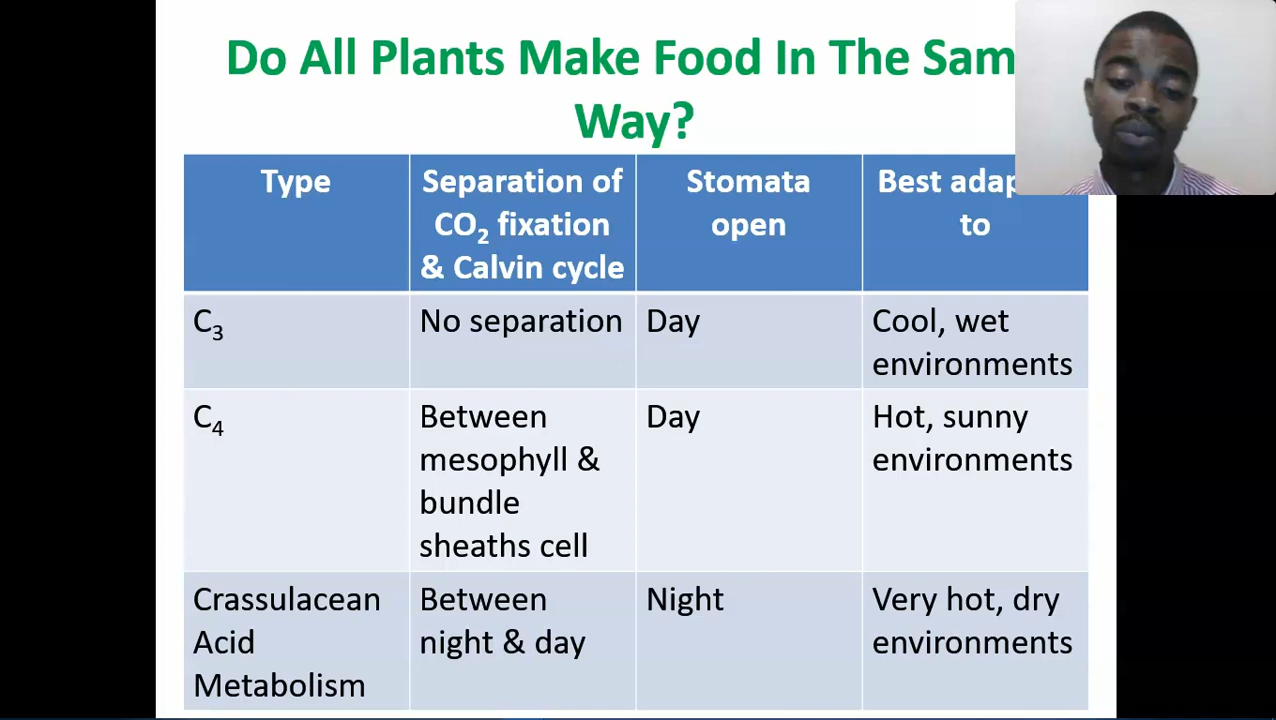 Do All Plants Make Food In The Sam
Way?
Type
Separation of
CO₂ fixation
& Calvin cycle
Stomata
open
Best adap
to
C₃
No separation
Day
Cool, wet
environments
C₄
Between
mesophyll &
bundle
sheaths cell
Day
Hot, sunny
environments
Crassulacean
Acid
Metabolism
Between
night & day
Night
Very hot, dry
environments